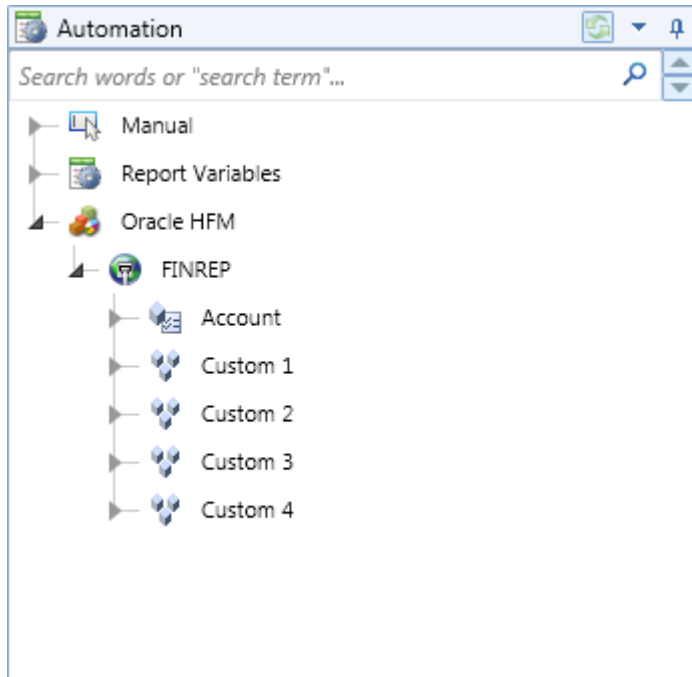 Automation
Search words or "search term"...
Manual
Report Variables
Oracle HFM
FINREP
Account
Custom 1
Custom 2
Custom 3
Custom 4